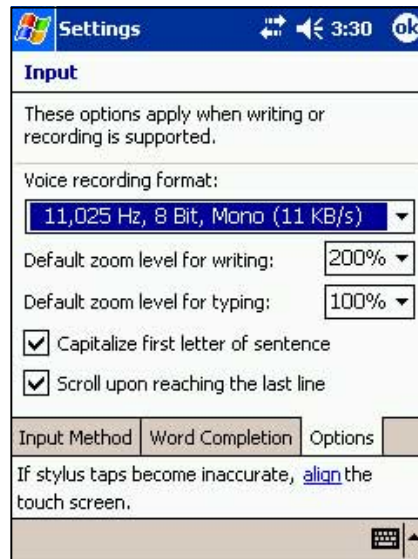 Settings 3:30 ok
Input
These options apply when writing or
recording is supported.
Voice recording format:
11,025 Hz, 8 Bit, Mono (11 KB/s)
Default zoom level for writing: 200%
Default zoom level for typing: 100%
Capitalize first letter of sentence
Scroll upon reaching the last line
Input Method Word Completion Options
If stylus taps become inaccurate, align the
touch screen.